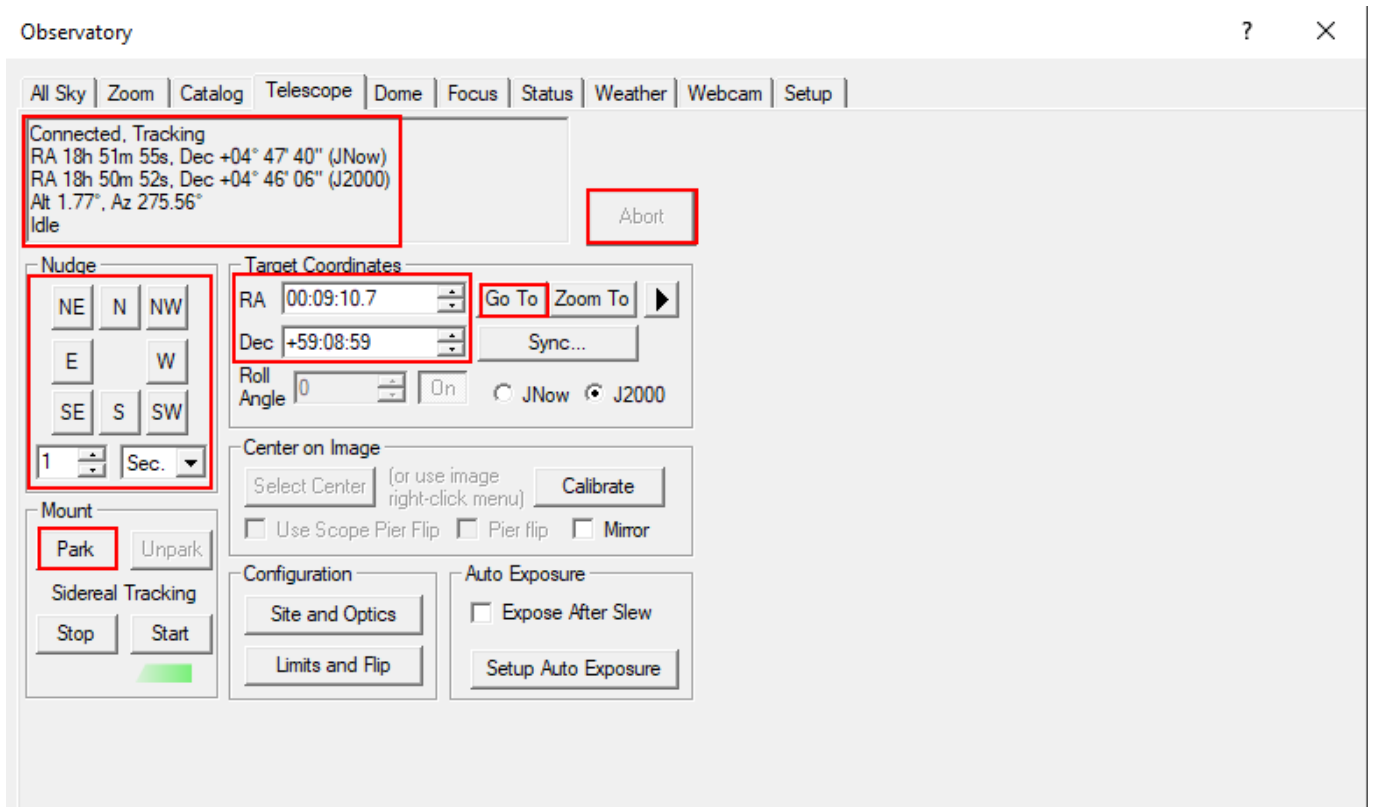 Observatory
?
All Sky Zoom Catalog Telescope Dome Focus Status Weather Webcam Setup
Connected, Tracking
RA 18h 51m 55s, Dec +04° 47' 40" (JNow)
RA 18h 50m 52s, Dec +04° 46' 06" (J2000)
Alt 1.77°, Az 275.56°
Idle
Abort
Nudge
NE N NW
E W
SE S SW
1 Sec.
Target Coordinates
RA 00:09:10.7 Go To Zoom To
Dec +59:08:59 Sync...
Roll
Angle 0 On JNow J2000
Center on Image
Select Center (or use image
right-click menu) Calibrate
Use Scope Pier Flip Pier flip Mirror
Mount
Park Unpark
Sidereal Tracking
Stop Start
Configuration
Site and Optics
Limits and Flip
Auto Exposure
Expose After Slew
Setup Auto Exposure